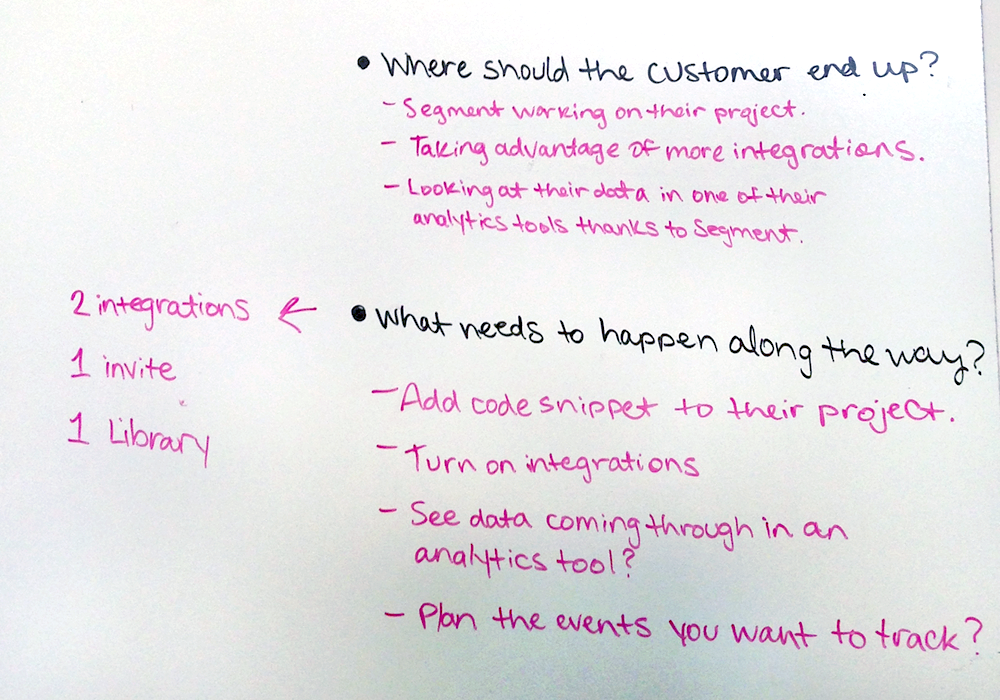 • Where should the customer end up?
- Segment working on their project.
- Taking advantage of more integrations.
- Looking at their data in one of their
analytics tools thanks to Segment.
2 integrations ←
1 invite
1 Library
• What needs to happen along the way?
- Add code snippet to their project.
- Turn on integrations
- See data coming through in an
analytics tool?
- Plan the events you want to track?